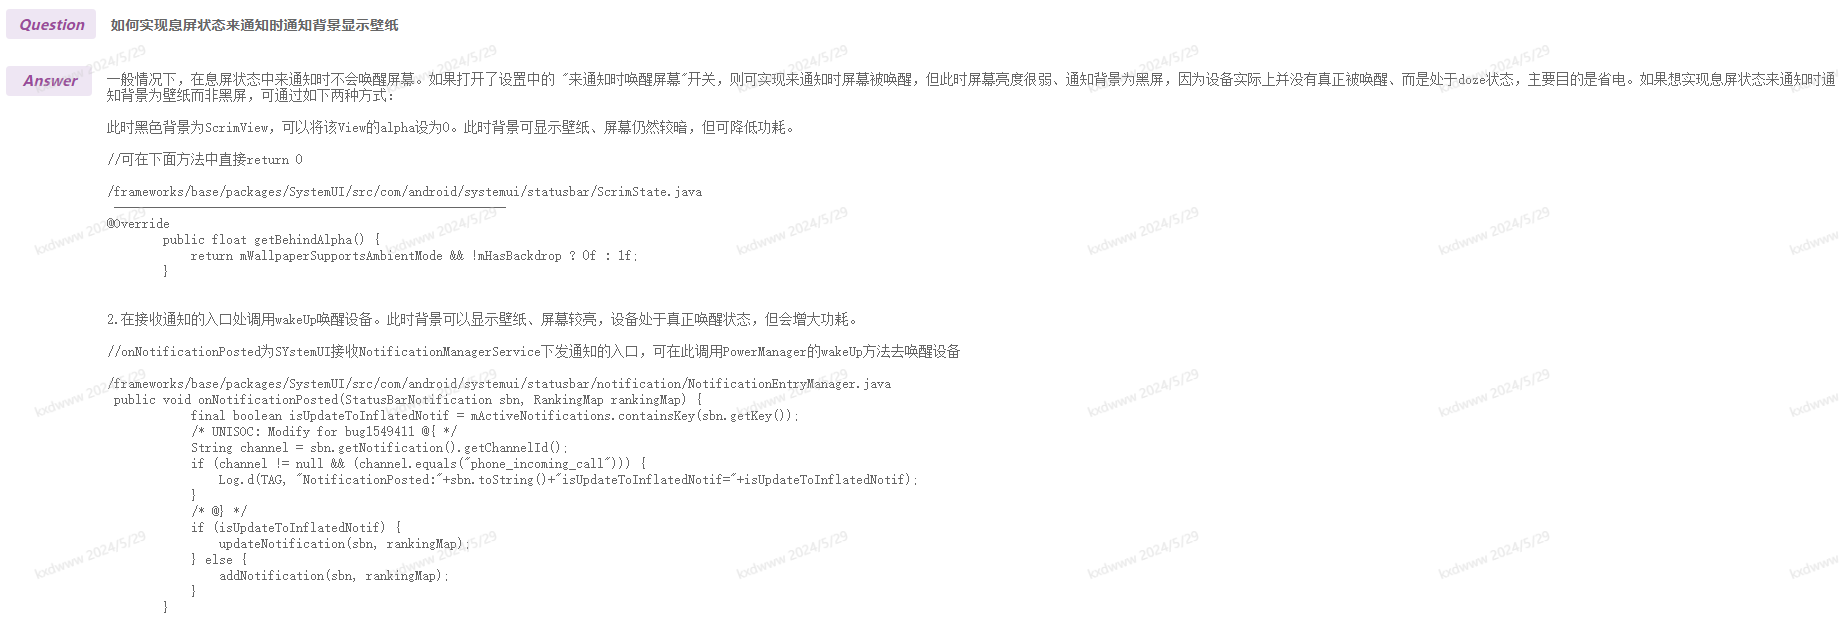 Question 如何实现息屏状态来通知时通知背景显示壁纸
Answer 一般情况下，在息屏状态中来通知时不会唤醒屏幕。如果打开了设置中的 "来通知时唤醒屏幕"开关，则可实现来通知时屏幕被唤醒，但此时屏幕亮度很弱、通知背景为黑屏，因为设备实际上并没有真正被唤醒、而是处于doze状态，主要目的是省电。如果想实现息屏状态来通知时通
知背景为壁纸而非黑屏，可通过如下两种方式：
此时黑色背景为ScrimView，可以将该View的alpha设为0。此时背景可显示壁纸、屏幕仍然较暗，但可降低功耗。
//可在下面方法中直接return 0
/frameworks/base/packages/SystemUI/src/com/android/systemui/statusbar/ScrimState.java
————————————————————————————
@Override
public float getBehindAlpha() {
return mWallpaperSupportsAmbientMode && !mHasBackdrop ? 0f : 1f;
}
2.在接收通知的入口处调用wakeUp唤醒设备。此时背景可以显示壁纸、屏幕较亮，设备处于真正唤醒状态，但会增大功耗。
//onNotificationPosted为SYstemUI接收NotificationManagerService下发通知的入口，可在此调用PowerManager的wakeUp方法去唤醒设备
/frameworks/base/packages/SystemUI/src/com/android/systemui/statusbar/notification/NotificationEntryManager.java
public void onNotificationPosted(StatusBarNotification sbn, RankingMap rankingMap) {
final boolean isUpdateToInflatedNotif = mActiveNotifications.containsKey(sbn.getKey());
/* UNISOC: Modify for bug1549411 @{ */
String channel = sbn.getNotification().getChannelId();
if (channel != null && (channel.equals("phone_incoming_call"))) {
Log.d(TAG, "NotificationPosted:"+sbn.toString()+"isUpdateToInflatedNotif="+isUpdateToInflatedNotif);
}
/* @} */
if (isUpdateToInflatedNotif) {
updateNotification(sbn, rankingMap);
} else {
addNotification(sbn, rankingMap);
}
}
kxdwww 2024/5/29